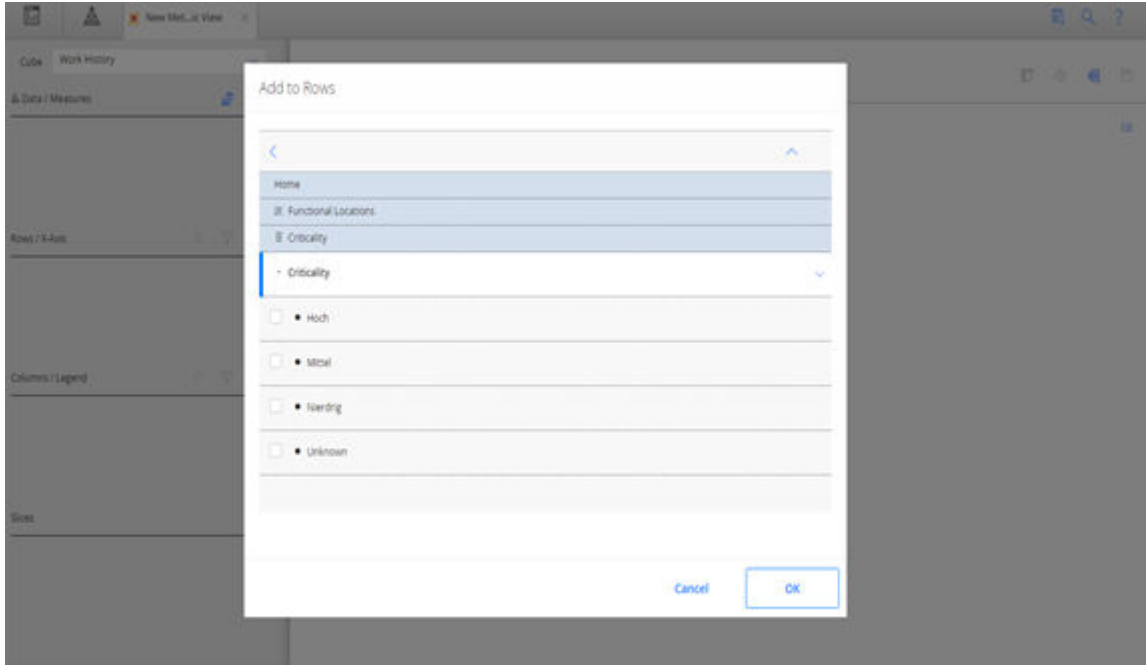 New Met...ic View
Cube Work History
Data / Measures
Rows / X-Axis
Columns / Legend
Slices
Add to Rows
Home
Functional Locations
Criticality
Criticality
Hoch
Mittel
Nierdrig
Unknown
Cancel OK